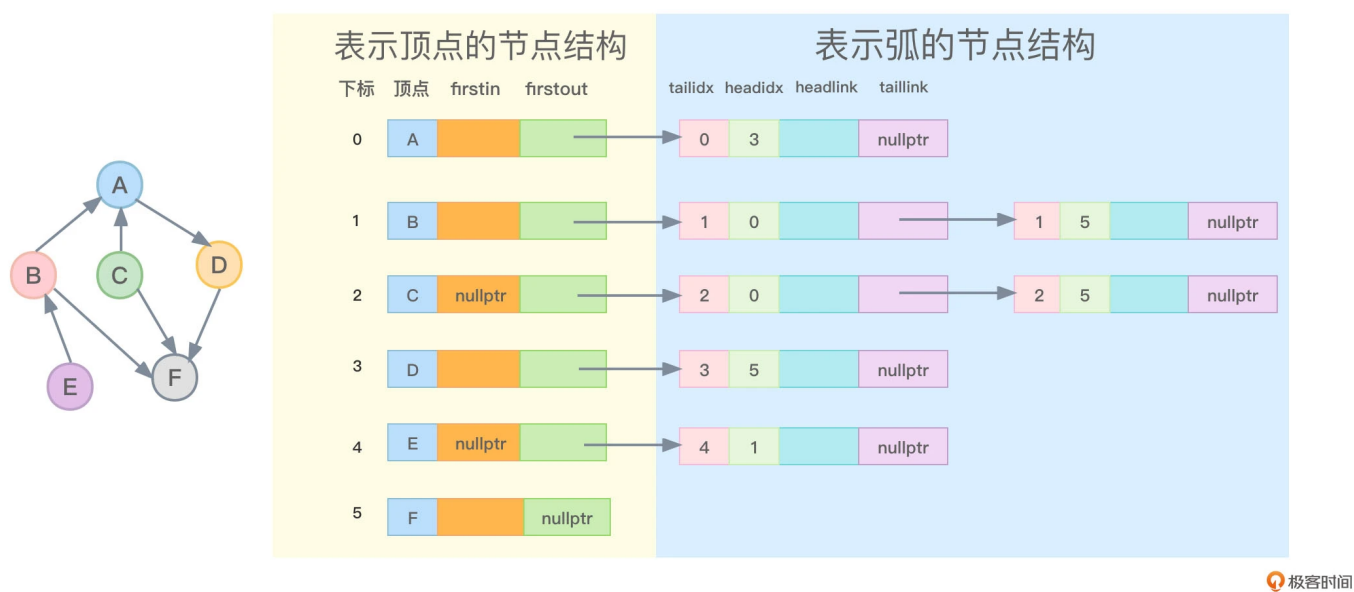 表示顶点的节点结构 表示弧的节点结构
下标 顶点 firstin firstout tailidx headidx headlink taillink
0 A 0 3 nullptr
A
1 B 1 0 1 5 nullptr
B C D
2 C nullptr 2 0 2 5 nullptr
3 D 3 5 nullptr
E F
4 E nullptr 4 1 nullptr
5 F nullptr
极客时间